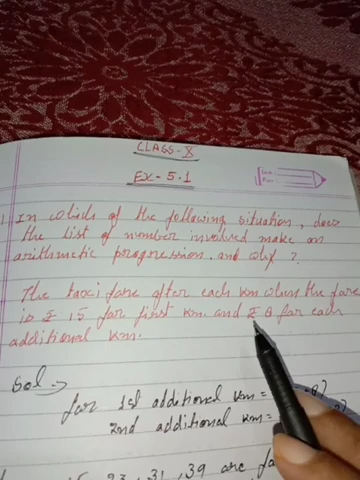 CLASS-X
EX-5.1
1. In which of the following situation, does
the list of number involved make an
arithmetic progression, and why ?
The taxi fare after each km when the fare
is ₹ 15 for first km. and ₹ 8 for each
additional km.
Sol →
for 1st additional km =
2nd additional km =
, 23, 31, 39 are